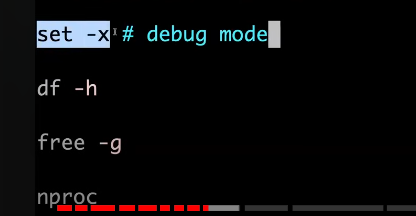 set -x # debug mode
df -h
free -g
nproc